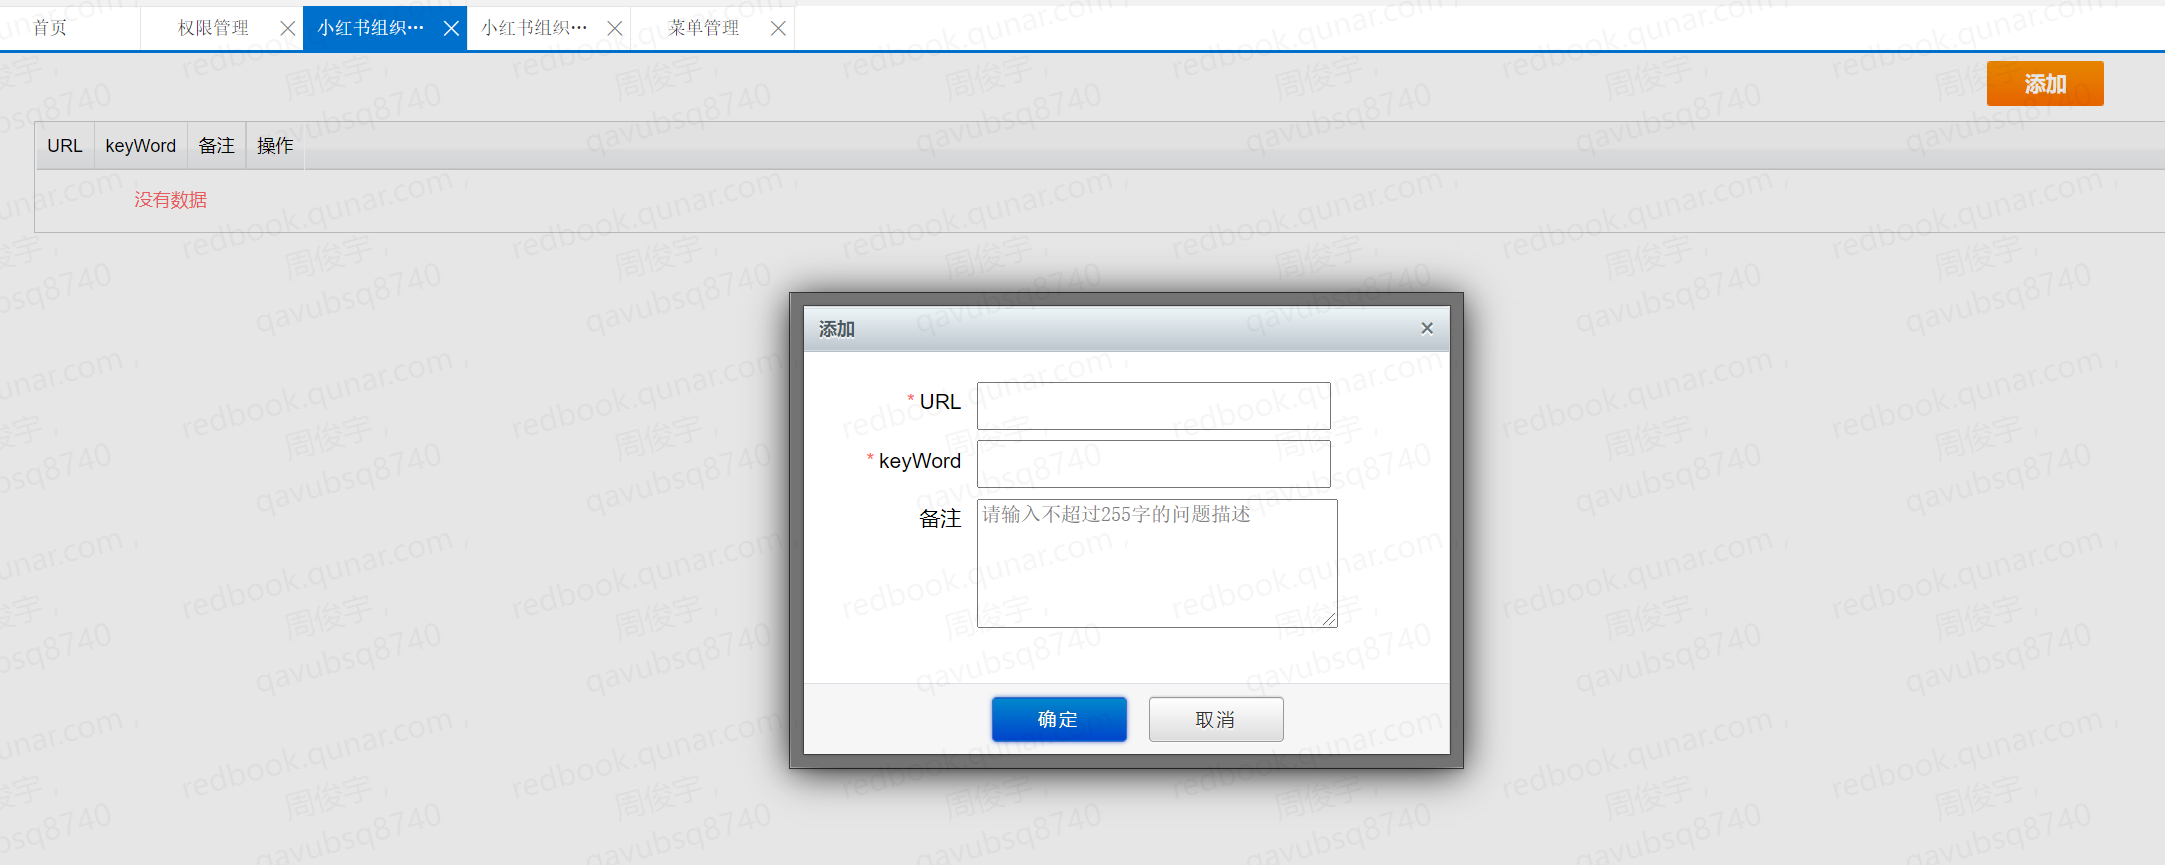 首页 权限管理 小红书组织… 小红书组织… 菜单管理
添加
URL keyWord 备注 操作
没有数据
添加 ×
* URL
* keyWord
备注 请输入不超过255字的问题描述
确定 取消
redbook.qunar.com ,
周俊宇 ,
qavubsq8740